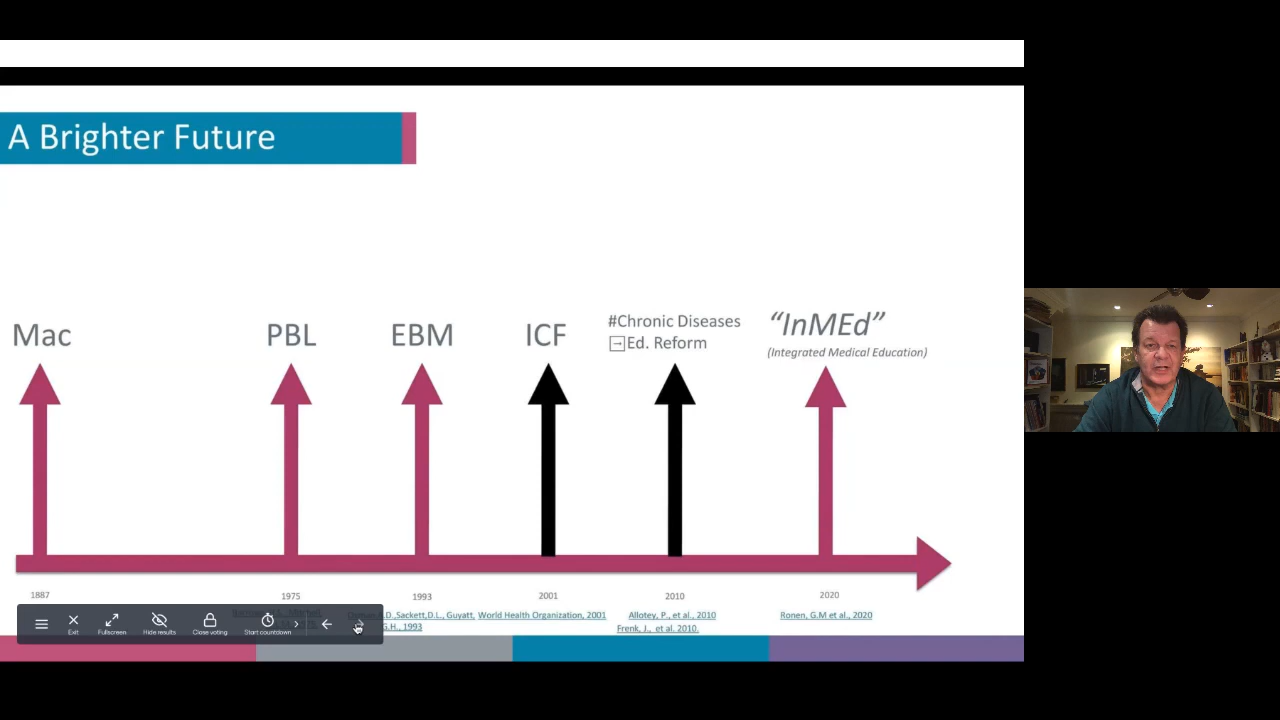 A Brighter Future
Mac
PBL
EBM
ICF
#Chronic Diseases
→Ed. Reform
“InMEd”
(Integrated Medical Education)
1887
1975
1993
2001
2010
2020
D.,Sackett,D.L., Guyatt,
G.H., 1993
World Health Organization, 2001
Allotey, P., et al., 2010
Frenk, J., et al. 2010.
Ronen, G.M et al., 2020
Exit
Fullscreen
Hide results
Close voting
Start countdown